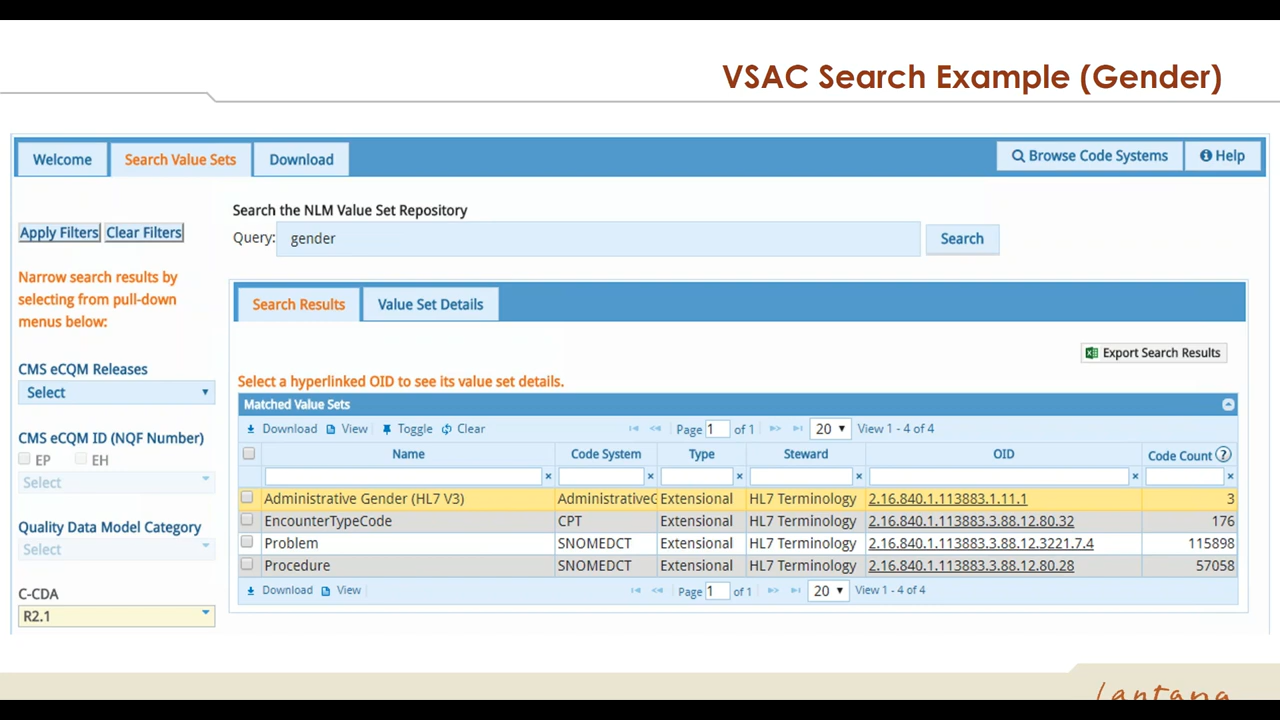 VSAC Search Example (Gender)
Welcome Search Value Sets Download Browse Code Systems Help
Search the NLM Value Set Repository
Apply Filters Clear Filters
Query: gender Search
Narrow search results by
selecting from pull-down
menus below:
Search Results Value Set Details
Export Search Results
CMS eCQM Releases
Select
Select a hyperlinked OID to see its value set details.
Matched Value Sets
Download View Toggle Clear Page 1 of 1 20 View 1 - 4 of 4
CMS eCQM ID (NQF Number)
EP EH
Select
Name Code System Type Steward OID Code Count ?
x x x x x x
Administrative Gender (HL7 V3) AdministrativeG Extensional HL7 Terminology 2.16.840.1.113883.1.11.1 3
EncounterTypeCode CPT Extensional HL7 Terminology 2.16.840.1.113883.3.88.12.80.32 176
Problem SNOMEDCT Extensional HL7 Terminology 2.16.840.1.113883.3.88.12.3221.7.4 115898
Procedure SNOMEDCT Extensional HL7 Terminology 2.16.840.1.113883.3.88.12.80.28 57058
Download View Page 1 of 1 20 View 1 - 4 of 4
Quality Data Model Category
Select
C-CDA
R2.1
Lantana